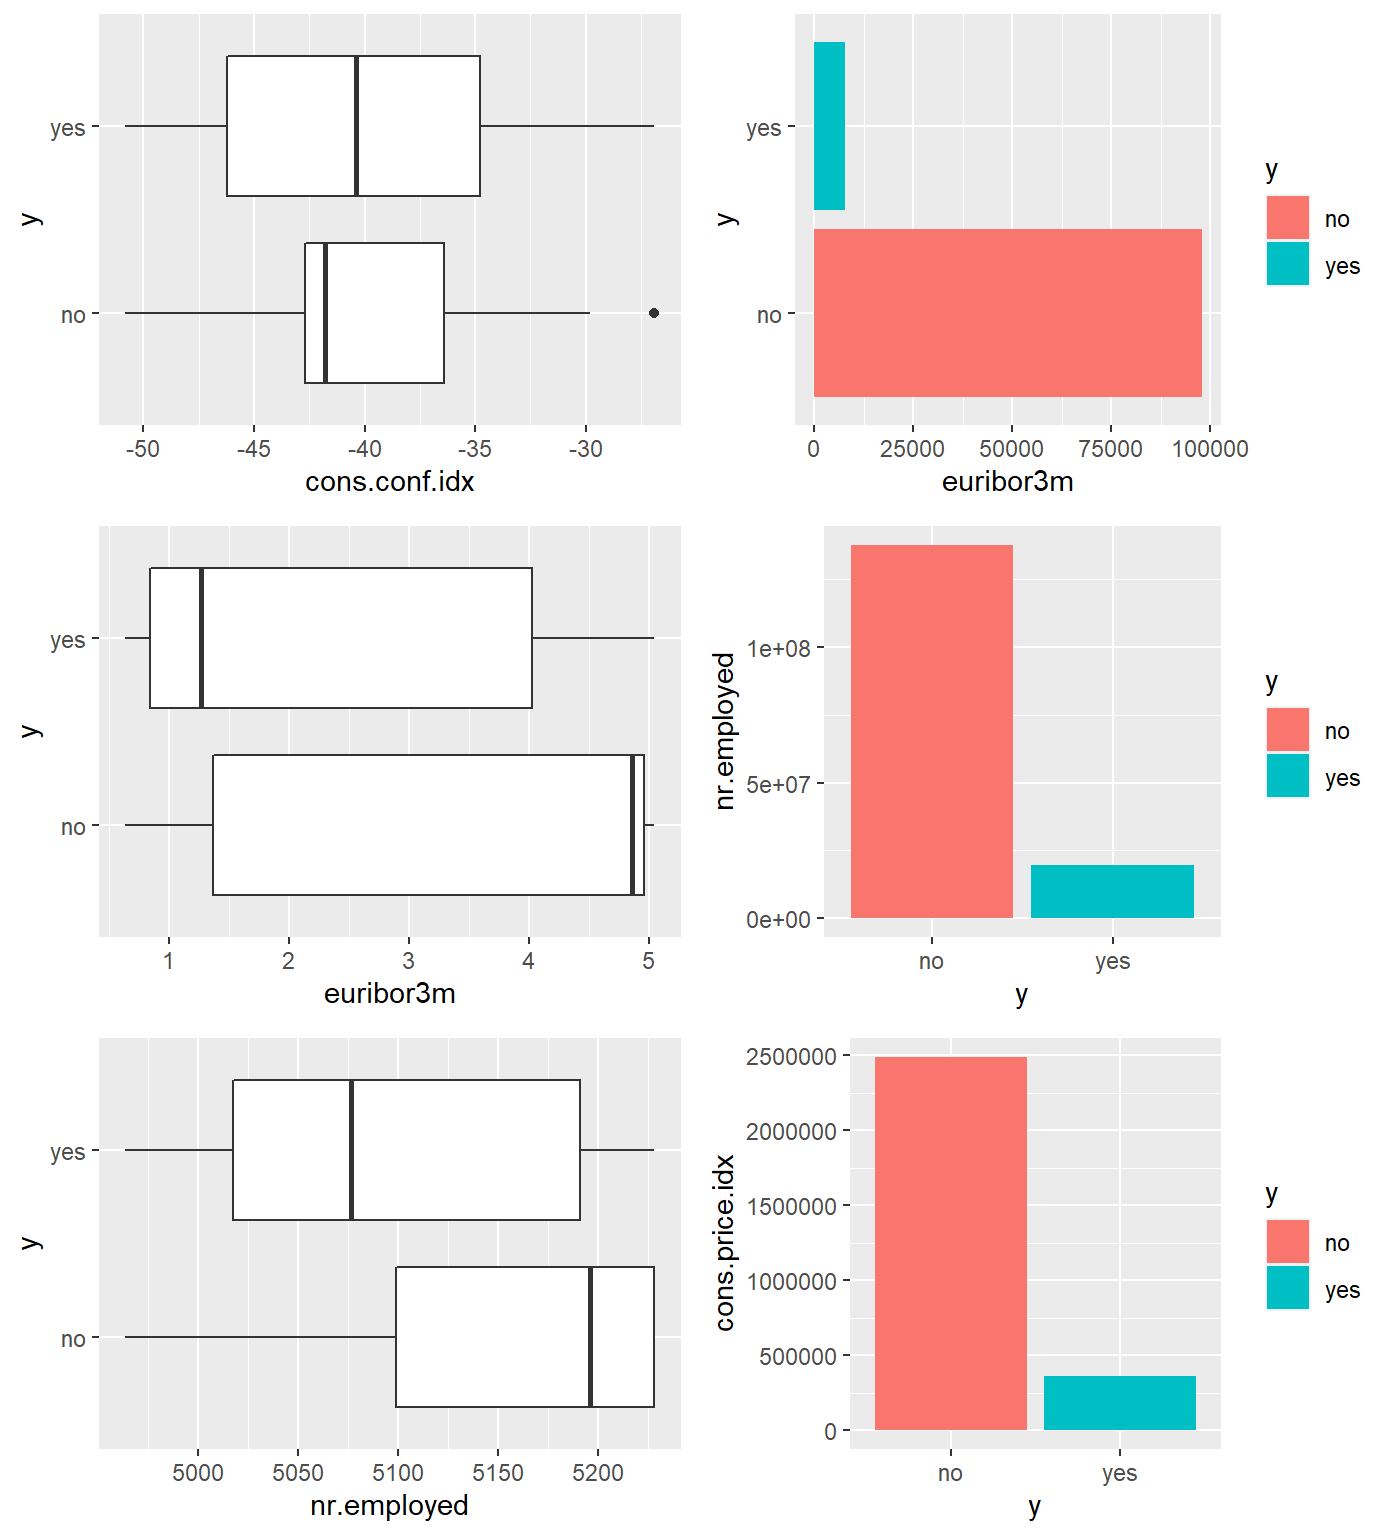 y
yes
no
-50 -45 -40 -35 -30
cons.conf.idx
y
yes
no
0 25000 50000 75000 100000
euribor3m
y
no
yes
y
yes
no
1 2 3 4 5
euribor3m
nr.employed
1e+08
5e+07
0e+00
no yes
y
y
no
yes
y
yes
no
5000 5050 5100 5150 5200
nr.employed
cons.price.idx
2500000
2000000
1500000
1000000
500000
0
no yes
y
y
no
yes